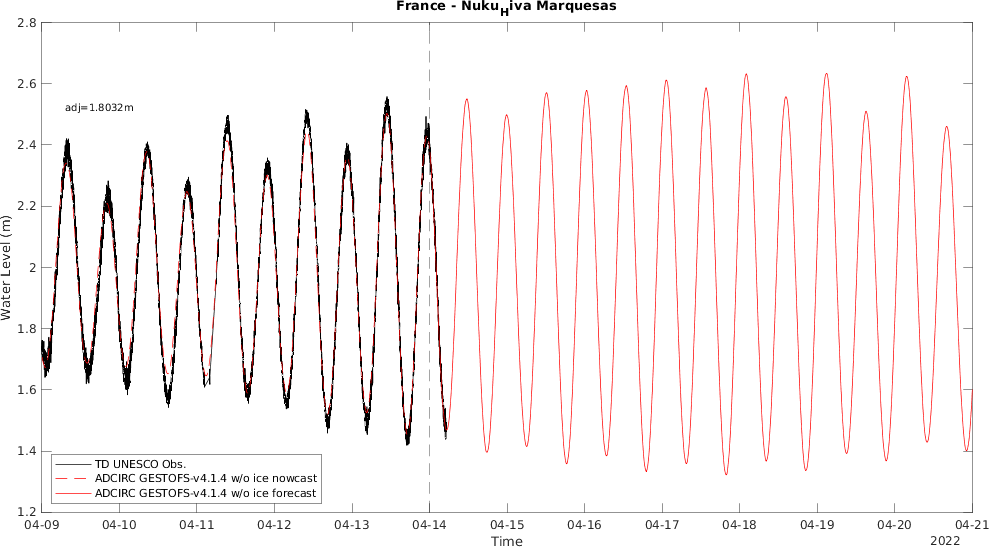 France - Nuku Hiva Marquesas
2.8
2.6
2.4
2.2
2
1.8
1.6
1.4
1.2
Water Level (m)
adj=1.8032m
TD UNESCO Obs.
ADCIRC GESTOFS-v4.1.4 w/o ice nowcast
ADCIRC GESTOFS-v4.1.4 w/o ice forecast
04-09 04-10 04-11 04-12 04-13 04-14 04-15 04-16 04-17 04-18 04-19 04-20 04-21
Time
2022